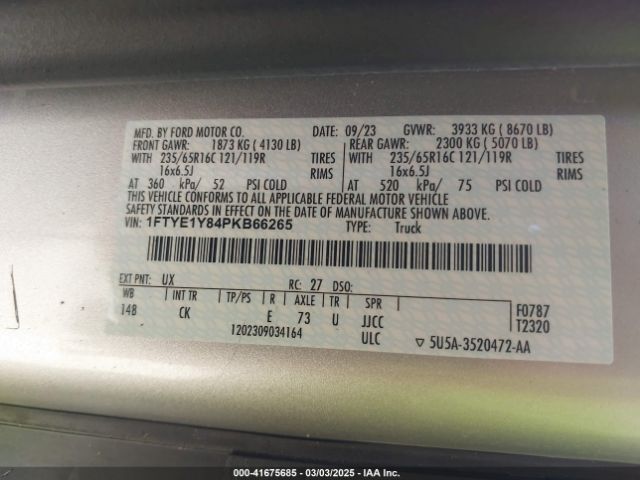 MFD. BY FORD MOTOR CO. DATE: 09/23 GVWR: 3933 KG ( 8670 LB)
FRONT GAWR: 1873 KG ( 4130 LB) REAR GAWR: 2300 KG ( 5070 LB)
WITH 235/65R16C 121/119R TIRES WITH 235/65R16C 121/119R TIRES
16x6.5J RIMS 16x6.5J RIMS
AT 360 kPa/ 52 PSI COLD AT 520 kPa/ 75 PSI COLD
THIS VEHICLE CONFORMS TO ALL APPLICABLE FEDERAL MOTOR VEHICLE
SAFETY STANDARDS IN EFFECT ON THE DATE OF MANUFACTURE SHOWN ABOVE.
VIN: 1FTYE1Y84PKB66265 TYPE: Truck
EXT PNT: UX RC: 27 DSO:
WB INT TR TP/PS R AXLE TR SPR F0787
148 CK E 73 U JJCC T2320
1202309034164 ULC ▽ 5U5A-3520472-AA
000-41675685 - 03/03/2025 - IAA Inc.